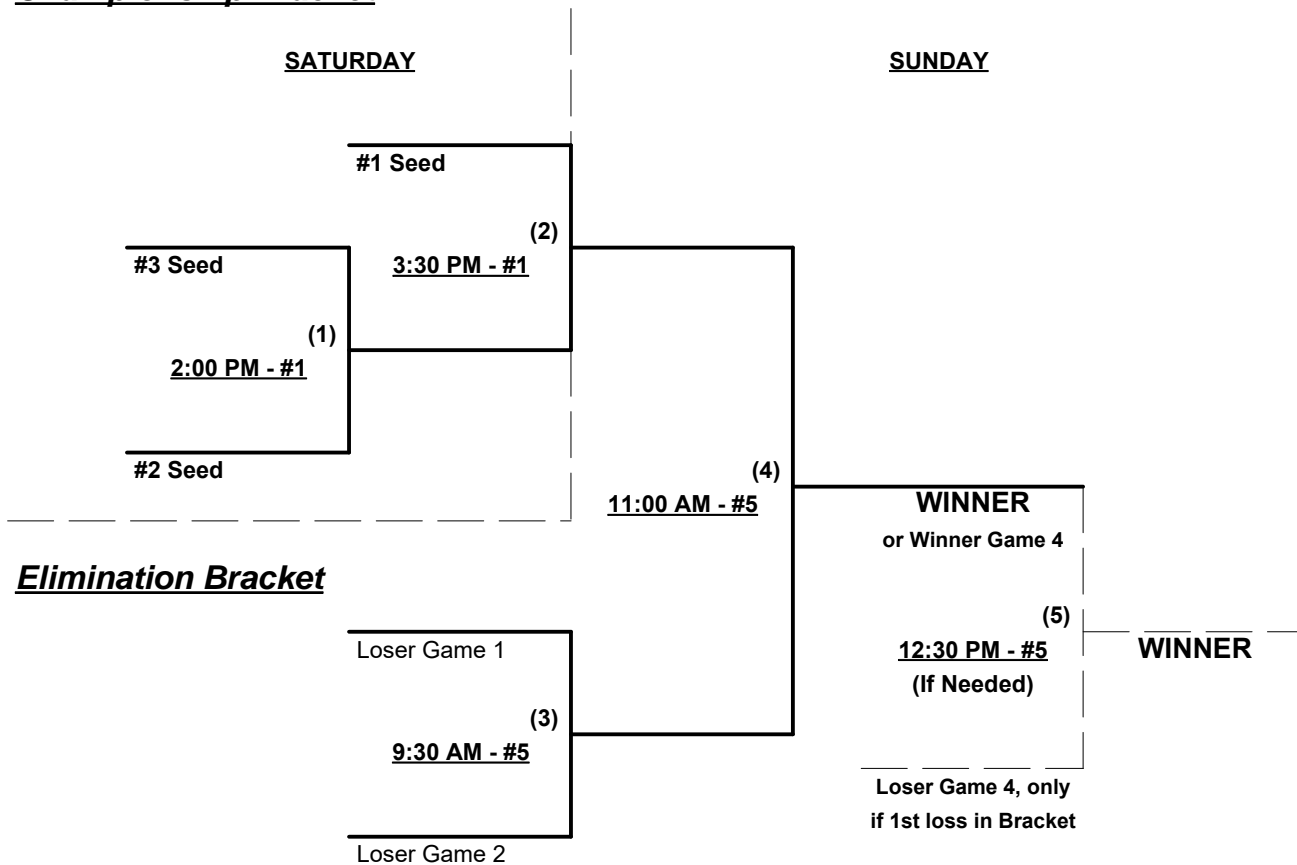 SATURDAY
SUNDAY
#1 Seed
(2)
#3 Seed
3:30 PM - #1
(1)
2:00 PM - #1
#2 Seed
(4)
11:00 AM - #5
WINNER
or Winner Game 4
Elimination Bracket
Loser Game 1
(5)
12:30 PM - #5
WINNER
(If Needed)
(3)
9:30 AM - #5
Loser Game 4, only
if 1st loss in Bracket
Loser Game 2